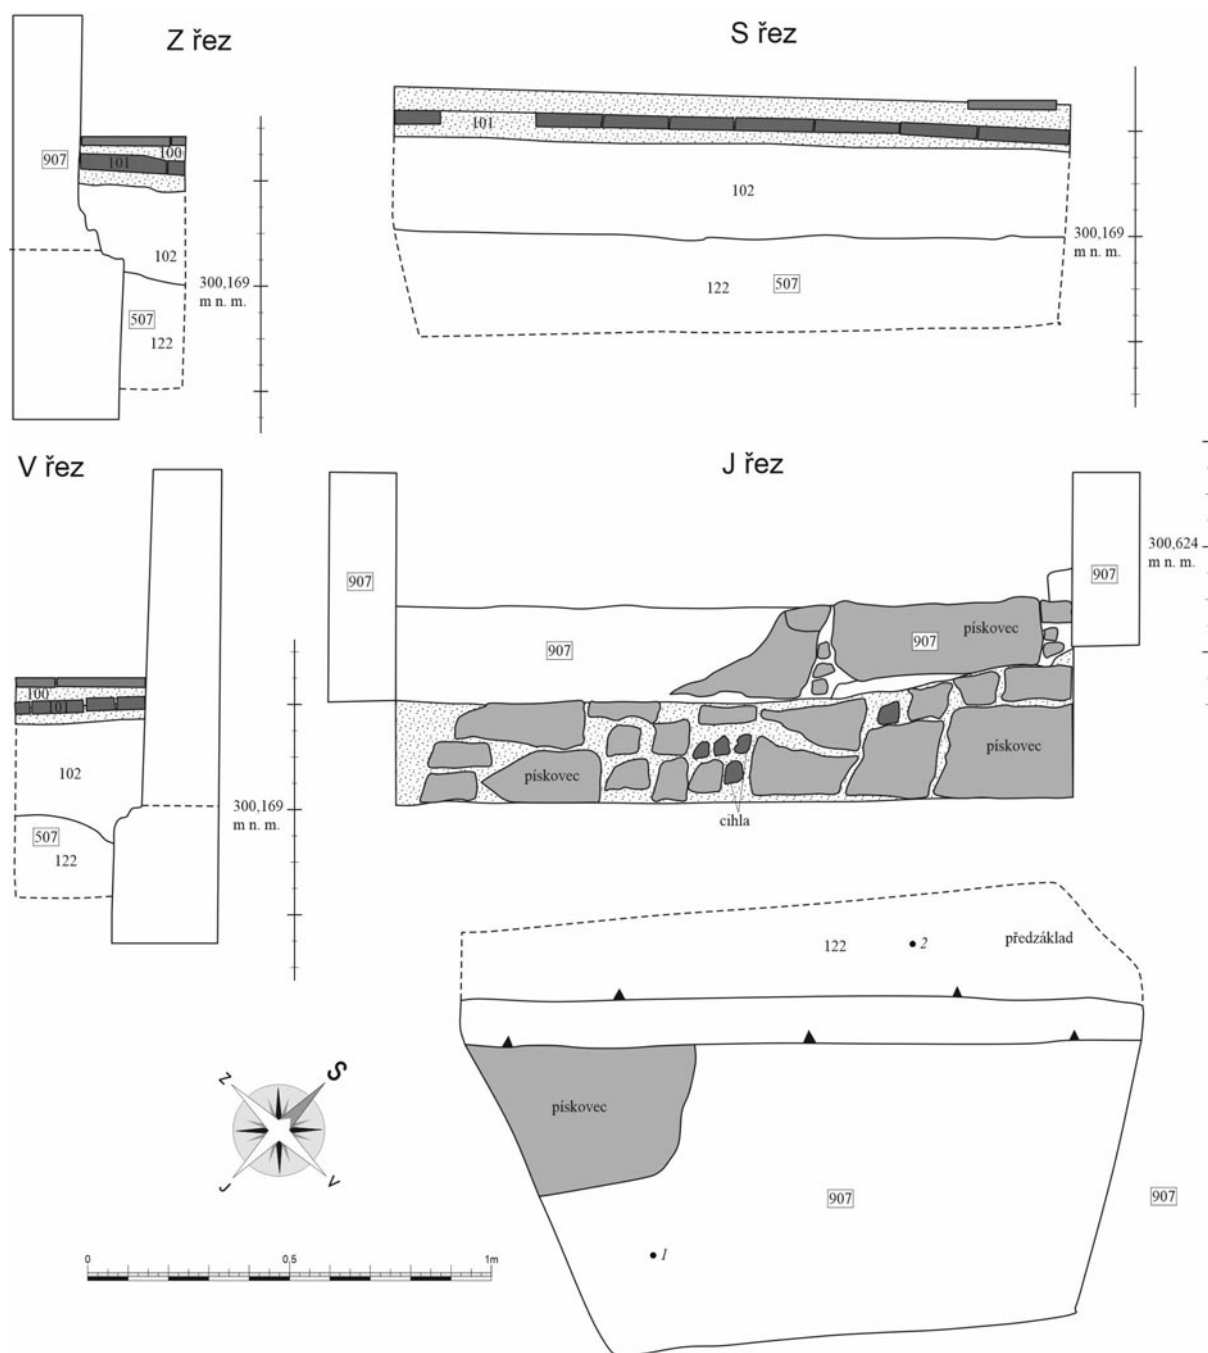 Z řez
907
100
101
102
300,169
m n. m.
507
122
S řez
101
102
300,169
m n. m.
122
507
V řez
100
101
102
300,169
m n. m.
507
122
J řez
907
907
300,624
m n. m.
907
pískovec
907
pískovec
pískovec
cihla
122
2
předzáklad
pískovec
907
907
1
Z
S
J
V
0
0,5
1m